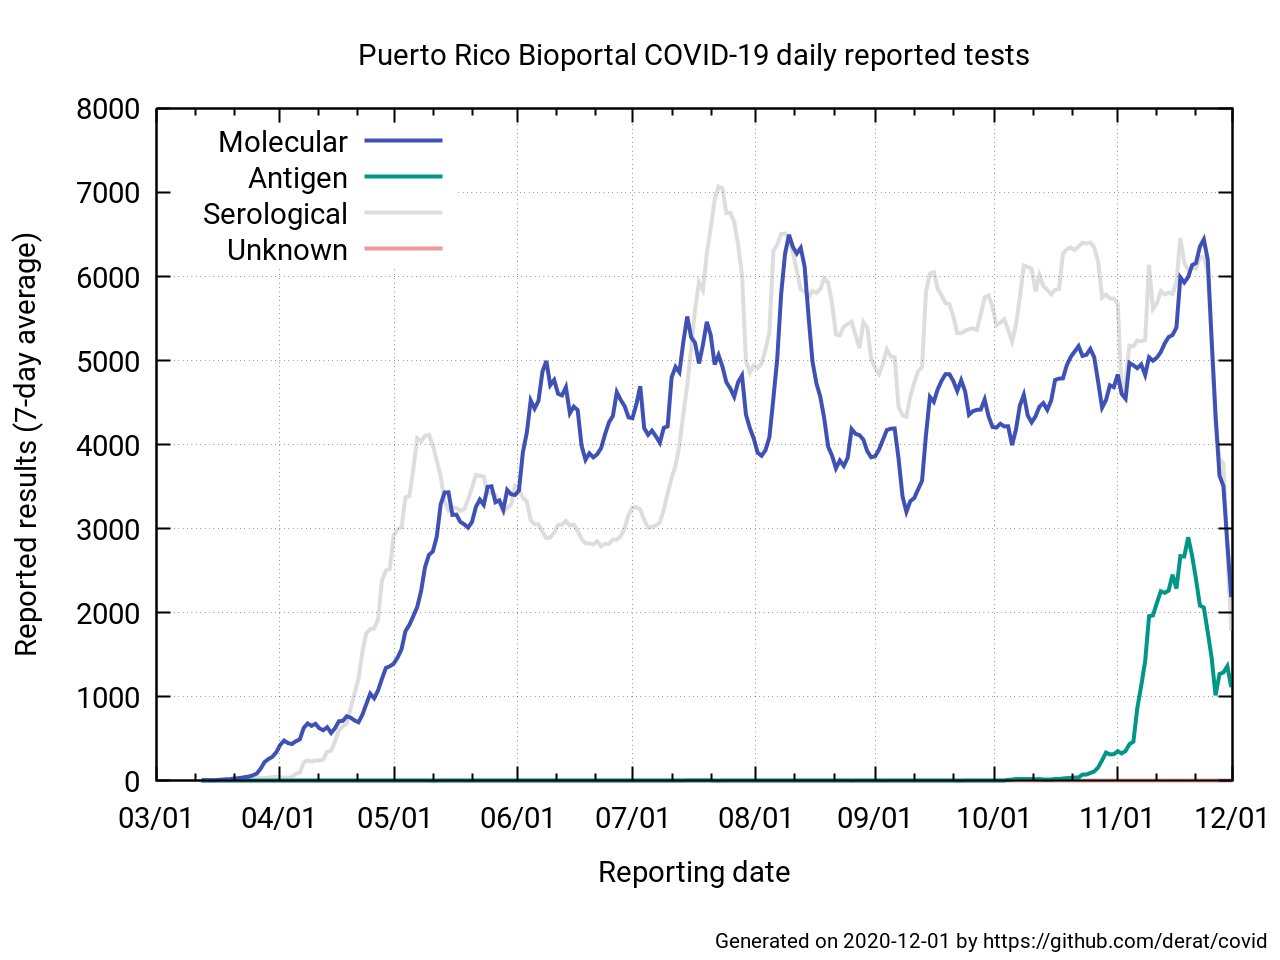 Puerto Rico Bioportal COVID-19 daily reported tests
8000
7000
6000
5000
4000
3000
2000
1000
0
Molecular
Antigen
Serological
Unknown
Reported results (7-day average)
03/01 04/01 05/01 06/01 07/01 08/01 09/01 10/01 11/01 12/01
Reporting date
Generated on 2020-12-01 by https://github.com/derat/covid